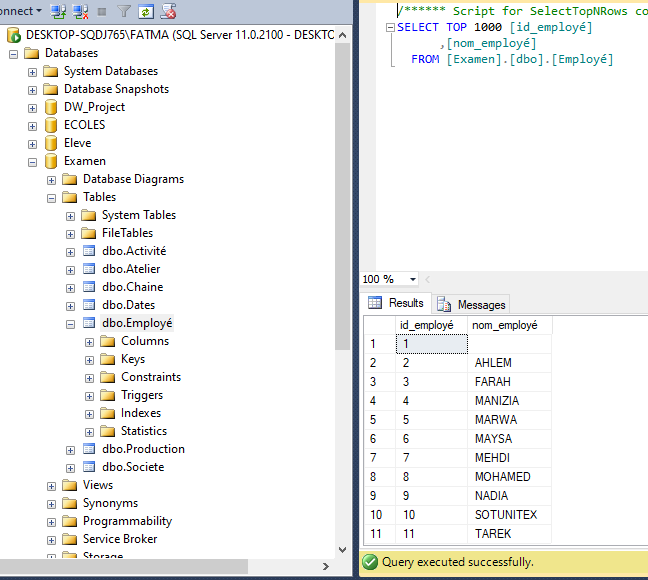 onnect
DESKTOP-SQDJ765\FATMA (SQL Server 11.0.2100 - DESKTO
Databases
System Databases
Database Snapshots
DW_Project
ECOLES
Eleve
Examen
Database Diagrams
Tables
System Tables
FileTables
dbo.Activité
dbo.Atelier
dbo.Chaine
dbo.Dates
dbo.Employé
Columns
Keys
Constraints
Triggers
Indexes
Statistics
dbo.Production
dbo.Societe
Views
Synonyms
Programmability
Service Broker
Storage
/****** Script for SelectTopNRows co
SELECT TOP 1000 [id_employé]
,[nom_employé]
FROM [Examen].[dbo].[Employé]
100 %
Results Messages
id_employé nom_employé
1 1
2 2 AHLEM
3 3 FARAH
4 4 MANIZIA
5 5 MARWA
6 6 MAYSA
7 7 MEHDI
8 8 MOHAMED
9 9 NADIA
10 10 SOTUNITEX
11 11 TAREK
Query executed successfully.